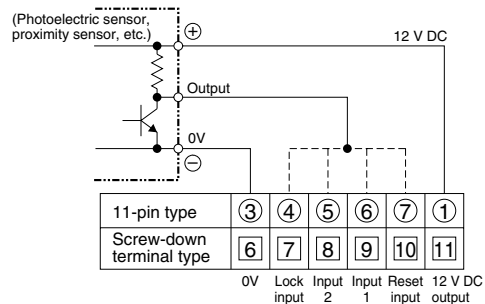 (Photoelectric sensor,
proximity sensor, etc.)
⊕
12 V DC
Output
0V
⊖
11-pin type ③ ④ ⑤ ⑥ ⑦ ①
Screw-down
terminal type 6 7 8 9 10 11
0V Lock input Input 2 Input 1 Reset input 12 V DC output